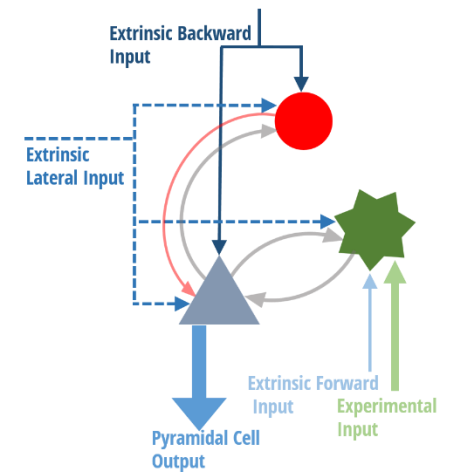 Extrinsic Backward
Input
Extrinsic
Lateral Input
Extrinsic Forward
Input
Experimental
Input
Pyramidal Cell
Output